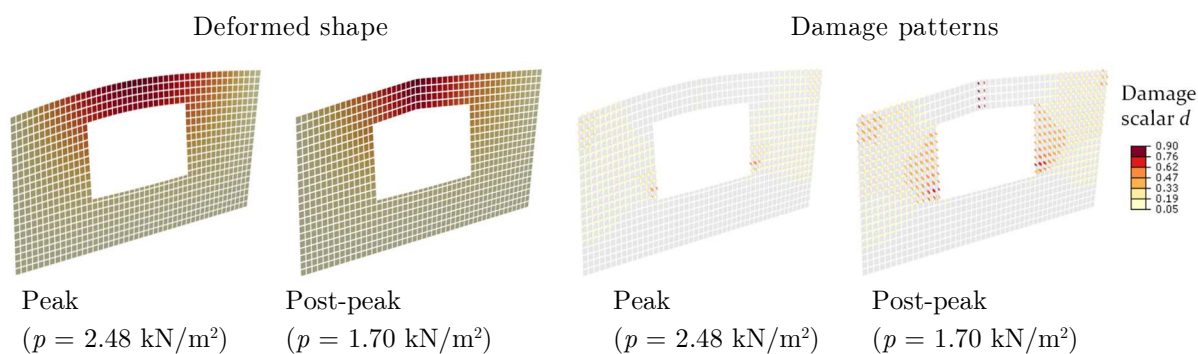 Deformed shape
Damage patterns
Damage
scalar d
0.90
0.76
0.62
0.47
0.33
0.19
0.05
Peak
(p = 2.48 kN/m²)
Post-peak
(p = 1.70 kN/m²)
Peak
(p = 2.48 kN/m²)
Post-peak
(p = 1.70 kN/m²)